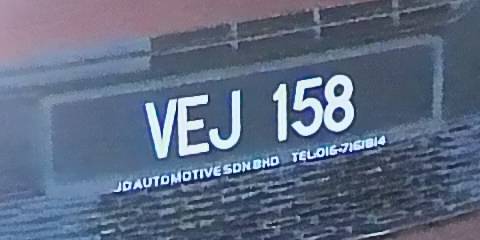 VEJ 158
JD AUTOMOTIVE SDN BHD TEL:016-7161814